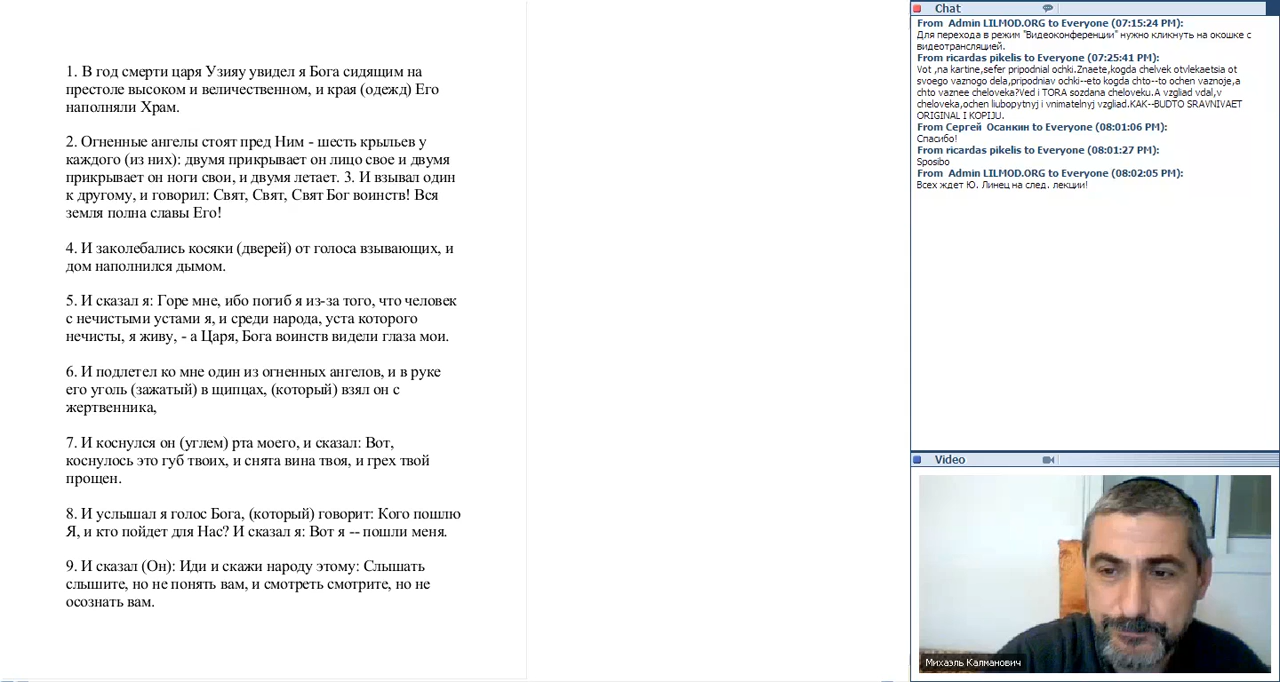 1. В год смерти царя Узияу увидел я Бога сидящим на
престоле высоком и величественном, и края (одежд) Его
наполняли Храм.
2. Огненные ангелы стоят пред Ним - шесть крыльев у
каждого (из них): двумя прикрывает он лицо свое и двумя
прикрывает он ноги свои, и двумя летает. 3. И взывал один
к другому, и говорил: Свят, Свят, Свят Бог воинств! Вся
земля полна славы Его!
4. И заколебались косяки (дверей) от голоса взывающих, и
дом наполнился дымом.
5. И сказал я: Горе мне, ибо погиб я из-за того, что человек
с нечистыми устами я, и среди народа, уста которого
нечисты, я живу, - а Царя, Бога воинств видели глаза мои.
6. И подлетел ко мне один из огненных ангелов, и в руке
его уголь (зажатый) в щипцах, (который) взял он с
жертвенника,
7. И коснулся он (углем) рта моего, и сказал: Вот,
коснулось это губ твоих, и снята вина твоя, и грех твой
прощен.
8. И услышал я голос Бога, (который) говорит: Кого пошлю
Я, и кто пойдет для Нас? И сказал я: Вот я -- пошли меня.
9. И сказал (Он): Иди и скажи народу этому: Слышать
слышите, но не понять вам, и смотреть смотрите, но не
осознать вам.
Chat
From Admin LILMOD.ORG to Everyone (07:15:24 PM):
Для перехода в режим "Видеоконференции" нужно кликнуть на окошке с
видеотрансляцией.
From ricardas pikelis to Everyone (07:25:41 PM):
Vot ,na kartine,sefer pripodnial ochki.Znaete,kogda chelvek otvlekaetsia ot
svoego vaznogo dela,pripodniav ochki--eto kogda chto--to ochen vaznoje,a
chto vaznee cheloveka?Ved i TORA sozdana cheloveku.A vzgliad vdal,v
cheloveka,ochen liubopytnyj i vnimatelnyj vzgliad.KAK--BUDTO SRAVNIVAET
ORIGINAL I KOPIJU.
From Сергей Осанкин to Everyone (08:01:06 PM):
Спасибо!
From ricardas pikelis to Everyone (08:01:27 PM):
Sposibo
From Admin LILMOD.ORG to Everyone (08:02:05 PM):
Всех ждет Ю. Линец на след. лекции!
Video
Михаэль Калманович